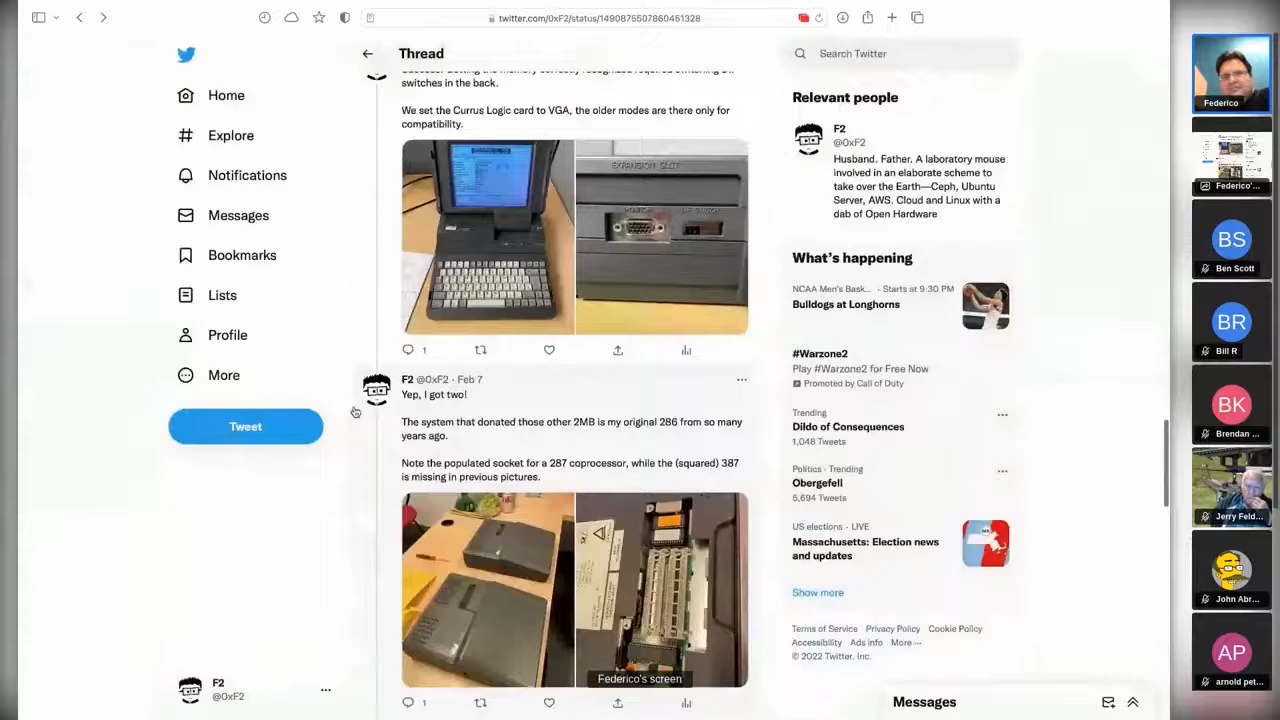 twitter.com/0xF2/status/1490875507860451328
Home
Explore
Notifications
Messages
Bookmarks
Lists
Profile
More
Tweet
F2
@0xF2
Thread
switches in the back.
We set the Currus Logic card to VGA, the older modes are there only for
compatibility.
EXPANSION SLOT
MONITOR
1
F2 @0xF2 · Feb 7
Yep, I got two!
The system that donated those other 2MB is my original 286 from so many
years ago.
Note the populated socket for a 287 coprocessor, while the (squared) 387
is missing in previous pictures.
Federico's screen
1
Search Twitter
Relevant people
F2
@0xF2
Husband. Father. A laboratory mouse
involved in an elaborate scheme to
take over the Earth—Ceph, Ubuntu
Server, AWS. Cloud and Linux with a
dab of Open Hardware
What's happening
NCAA Men's Bask... · Starts at 9:30 PM
Bulldogs at Longhorns
#Warzone2
Play #Warzone2 for Free Now
Promoted by Call of Duty
Trending
Dildo of Consequences
1,048 Tweets
Politics · Trending
Obergefell
5,694 Tweets
US elections · LIVE
Massachusetts: Election news
and updates
Show more
Terms of Service Privacy Policy Cookie Policy
Accessibility Ads info More ···
© 2022 Twitter, Inc.
Messages
Federico
Federico'...
BS
Ben Scott
BR
Bill R
BK
Brendan ...
Jerry Feld...
John Abr...
AP
arnold pet...